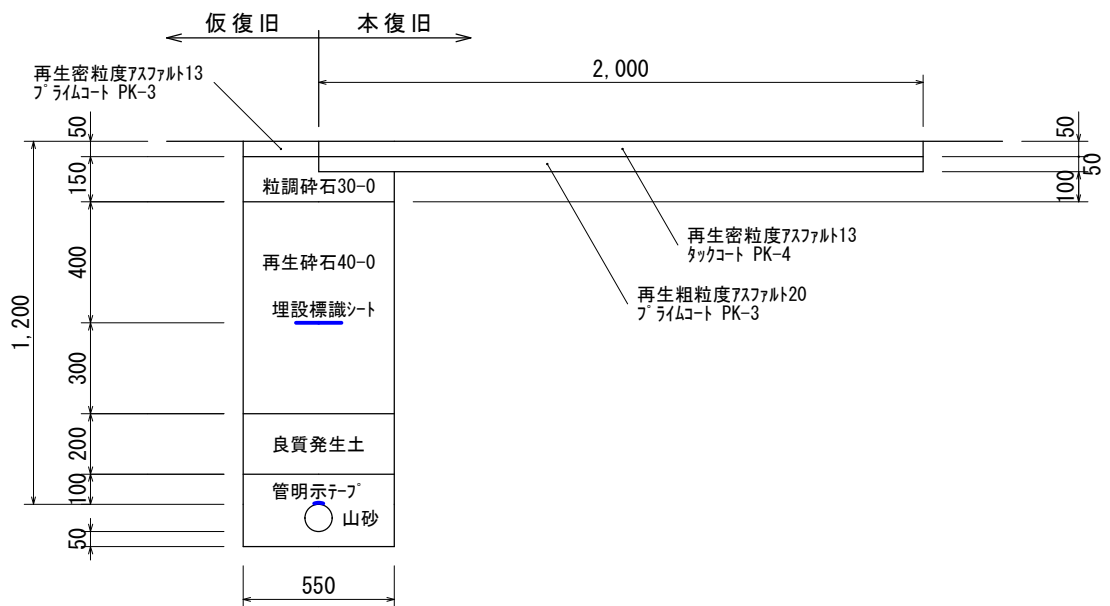 仮復旧
本復旧
再生密粒度アスファルト13
プライムコート PK-3
2,000
50
150
400
300
200
100
50
1,200
粒調砕石30-0
再生砕石40-0
埋設標識シート
良質発生土
管明示テープ
山砂
550
50
50
100
再生密粒度アスファルト13
タックコート PK-4
再生粗粒度アスファルト20
プライムコート PK-3